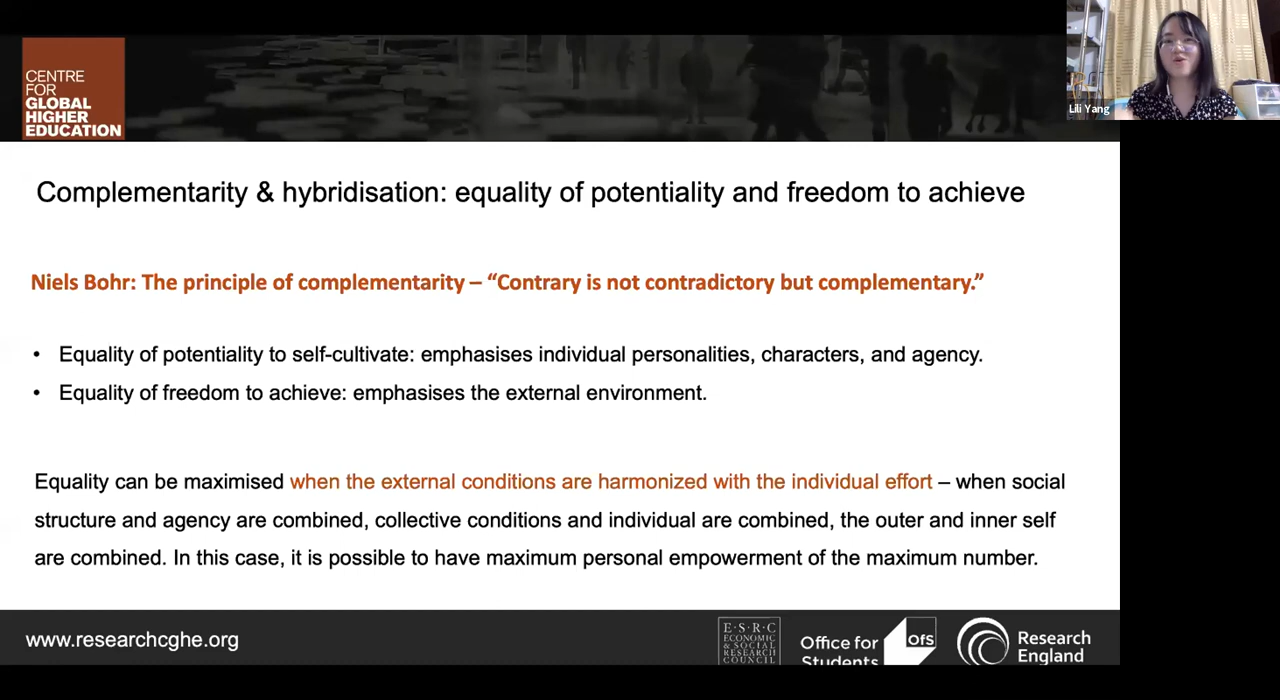 CENTRE
FOR
GLOBAL
HIGHER
EDUCATION
Lili Yang
Complementarity & hybridisation: equality of potentiality and freedom to achieve
Niels Bohr: The principle of complementarity – “Contrary is not contradictory but complementary.”
• Equality of potentiality to self-cultivate: emphasises individual personalities, characters, and agency.
• Equality of freedom to achieve: emphasises the external environment.
Equality can be maximised when the external conditions are harmonized with the individual effort – when social
structure and agency are combined, collective conditions and individual are combined, the outer and inner self
are combined. In this case, it is possible to have maximum personal empowerment of the maximum number.
www.researchcghe.org
E·S·R·C
ECONOMIC
& SOCIAL
RESEARCH
COUNCIL
Office for
Students
OfS
Research
England